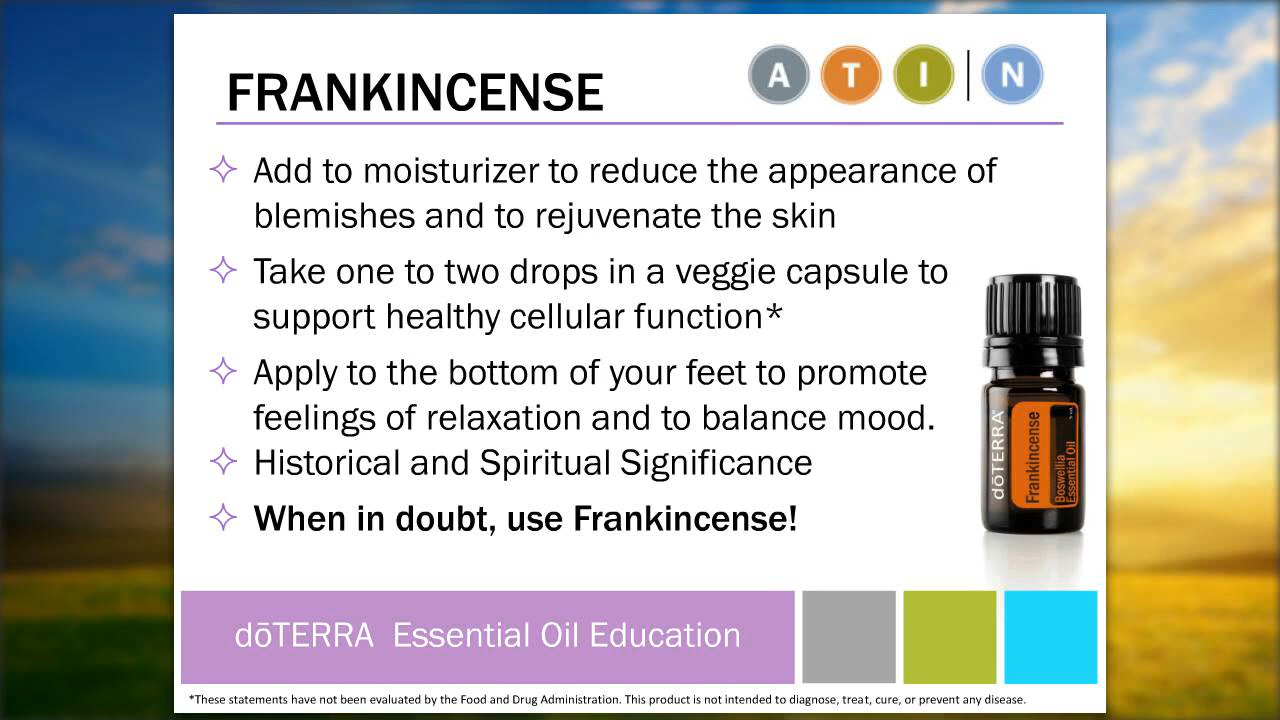 FRANKINCENSE
A T I N
Add to moisturizer to reduce the appearance of
blemishes and to rejuvenate the skin
Take one to two drops in a veggie capsule to
support healthy cellular function*
Apply to the bottom of your feet to promote
feelings of relaxation and to balance mood.
Historical and Spiritual Significance
When in doubt, use Frankincense!
dōTERRA
Frankincense
Boswellia
Essential Oil
dōTERRA Essential Oil Education
*These statements have not been evaluated by the Food and Drug Administration. This product is not intended to diagnose, treat, cure, or prevent any disease.